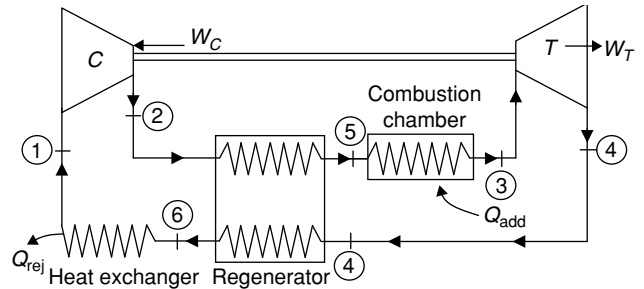 C
W_C
T
W_T
2
Combustion
chamber
1
5
4
3
6
Q_add
Q_rej
4
Heat exchanger
Regenerator